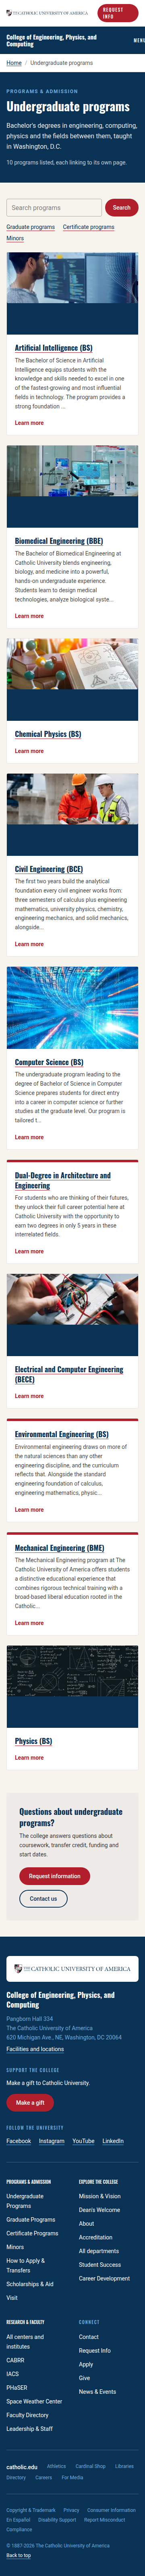 THE CATHOLIC UNIVERSITY OF AMERICA
REQUEST
INFO
College of Engineering, Physics, and
Computing
MENU
Home / Undergraduate programs
PROGRAMS & ADMISSION
Undergraduate programs
Bachelor's degrees in engineering, computing,
physics and the fields between them, taught
in Washington, D.C.
10 programs listed, each linking to its own page.
Search programs
Search
Graduate programs
Certificate programs
Minors
Artificial Intelligence (BS)
The Bachelor of Science in Artificial
Intelligence equips students with the
knowledge and skills needed to excel in one
of the fastest-growing and most influential
fields in technology. The program provides a
strong foundation ...
Learn more
Biomedical Engineering (BBE)
The Bachelor of Biomedical Engineering at
Catholic University blends engineering,
biology, and medicine into a powerful,
hands-on undergraduate experience.
Students learn to design medical
technologies, analyze biological syste...
Learn more
Chemical Physics (BS)
Learn more
Civil Engineering (BCE)
The first two years build the analytical
foundation every civil engineer works from:
three semesters of calculus plus engineering
mathematics, university physics, chemistry,
engineering mechanics, and solid mechanics,
alongside...
Learn more
Computer Science (BS)
The undergraduate program leading to the
degree of Bachelor of Science in Computer
Science prepares students for direct entry
into a career in computer science or further
studies at the graduate level. Our program is
tailored t...
Learn more
Dual-Degree in Architecture and
Engineering
For students who are thinking of their futures,
they unlock their full career potential here at
Catholic University with the opportunity to
earn two degrees in only 5 years in these
interrelated fields.
Learn more
Electrical and Computer Engineering
(BECE)
Learn more
Environmental Engineering (BS)
Environmental engineering draws on more of
the natural sciences than any other
engineering discipline, and the curriculum
reflects that. Alongside the standard
engineering foundation of calculus,
engineering mathematics, physic...
Learn more
Mechanical Engineering (BME)
The Mechanical Engineering program at The
Catholic University of America offers students
a distinctive educational experience that
combines rigorous technical training with a
broad-based liberal education rooted in the
Catholic...
Learn more
Physics (BS)
Learn more
Questions about undergraduate
programs?
The college answers questions about
coursework, transfer credit, funding and
start dates.
Request information
Contact us
THE CATHOLIC UNIVERSITY OF AMERICA
College of Engineering, Physics, and
Computing
Pangborn Hall 334
The Catholic University of America
620 Michigan Ave., NE, Washington, DC 20064
Facilities and locations
SUPPORT THE COLLEGE
Make a gift to Catholic University.
Make a gift
FOLLOW THE UNIVERSITY
Facebook Instagram YouTube LinkedIn
PROGRAMS & ADMISSION
Undergraduate
Programs
Graduate Programs
Certificate Programs
Minors
How to Apply &
Transfers
Scholarships & Aid
Visit
EXPLORE THE COLLEGE
Mission & Vision
Dean's Welcome
About
Accreditation
All departments
Student Success
Career Development
RESEARCH & FACULTY
All centers and
institutes
CABRR
IACS
PHaSER
Space Weather Center
Faculty Directory
Leadership & Staff
CONNECT
Contact
Request Info
Apply
Give
News & Events
catholic.edu Athletics Cardinal Shop Libraries
Directory Careers For Media
Copyright & Trademark Privacy Consumer Information
En Español Disability Support Report Misconduct
Compliance
© 1887-2026 The Catholic University of America
Back to top